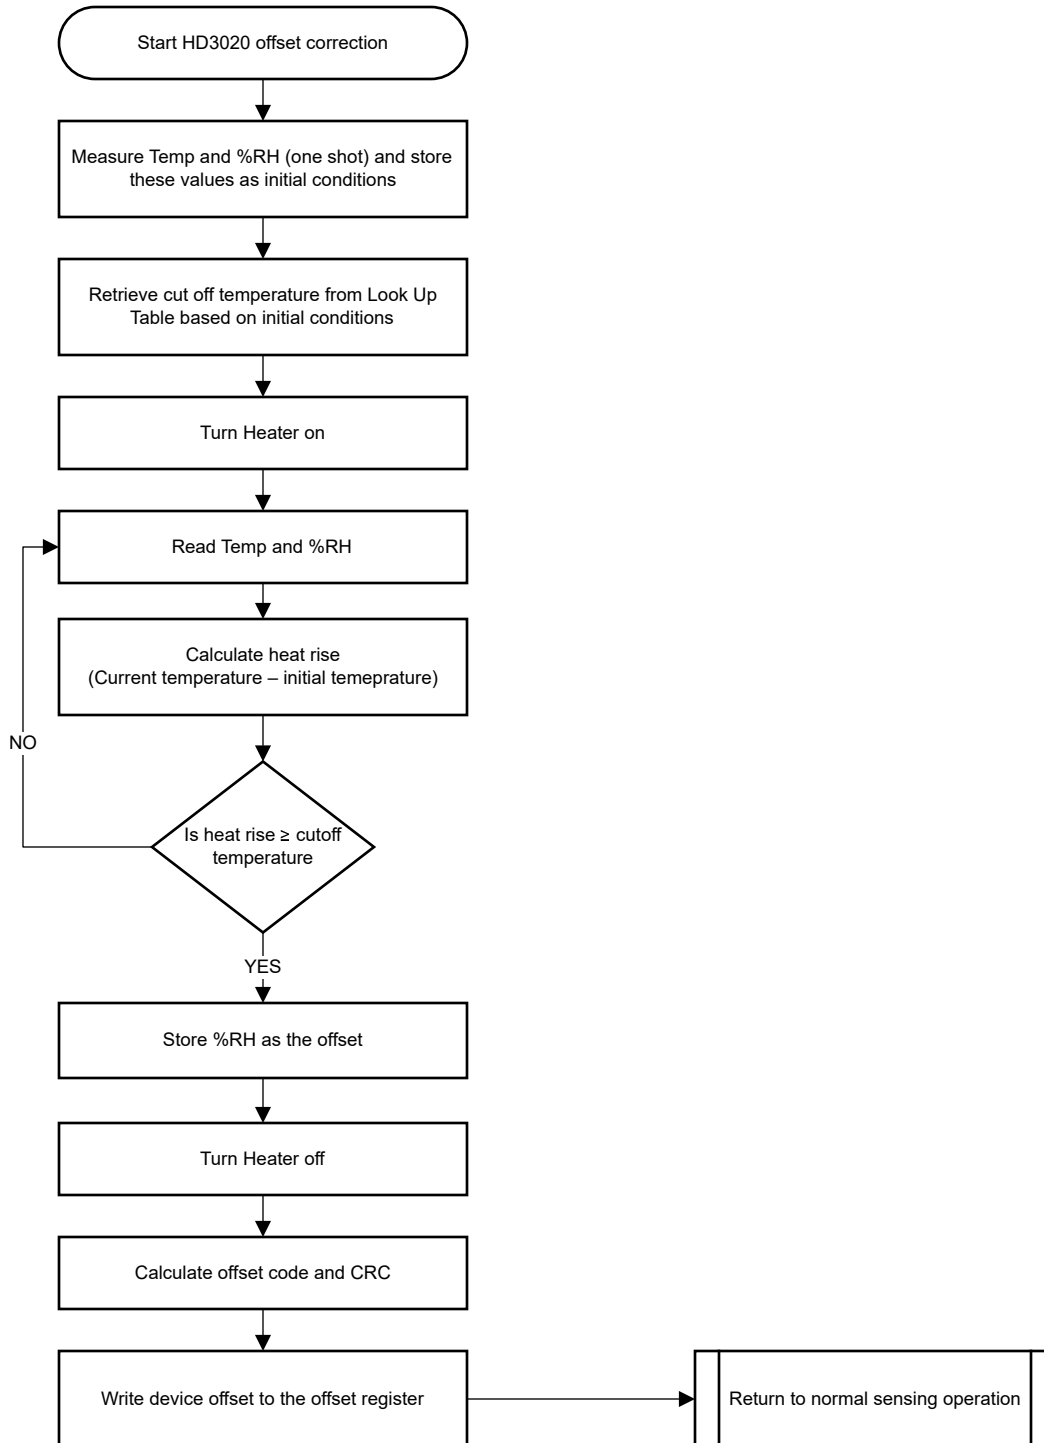 Start HD3020 offset correction
Measure Temp and %RH (one shot) and store
these values as initial conditions
Retrieve cut off temperature from Look Up
Table based on initial conditions
Turn Heater on
Read Temp and %RH
Calculate heat rise
(Current temperature – initial temeprature)
NO
Is heat rise ≥ cutoff
temperature
YES
Store %RH as the offset
Turn Heater off
Calculate offset code and CRC
Write device offset to the offset register
Return to normal sensing operation